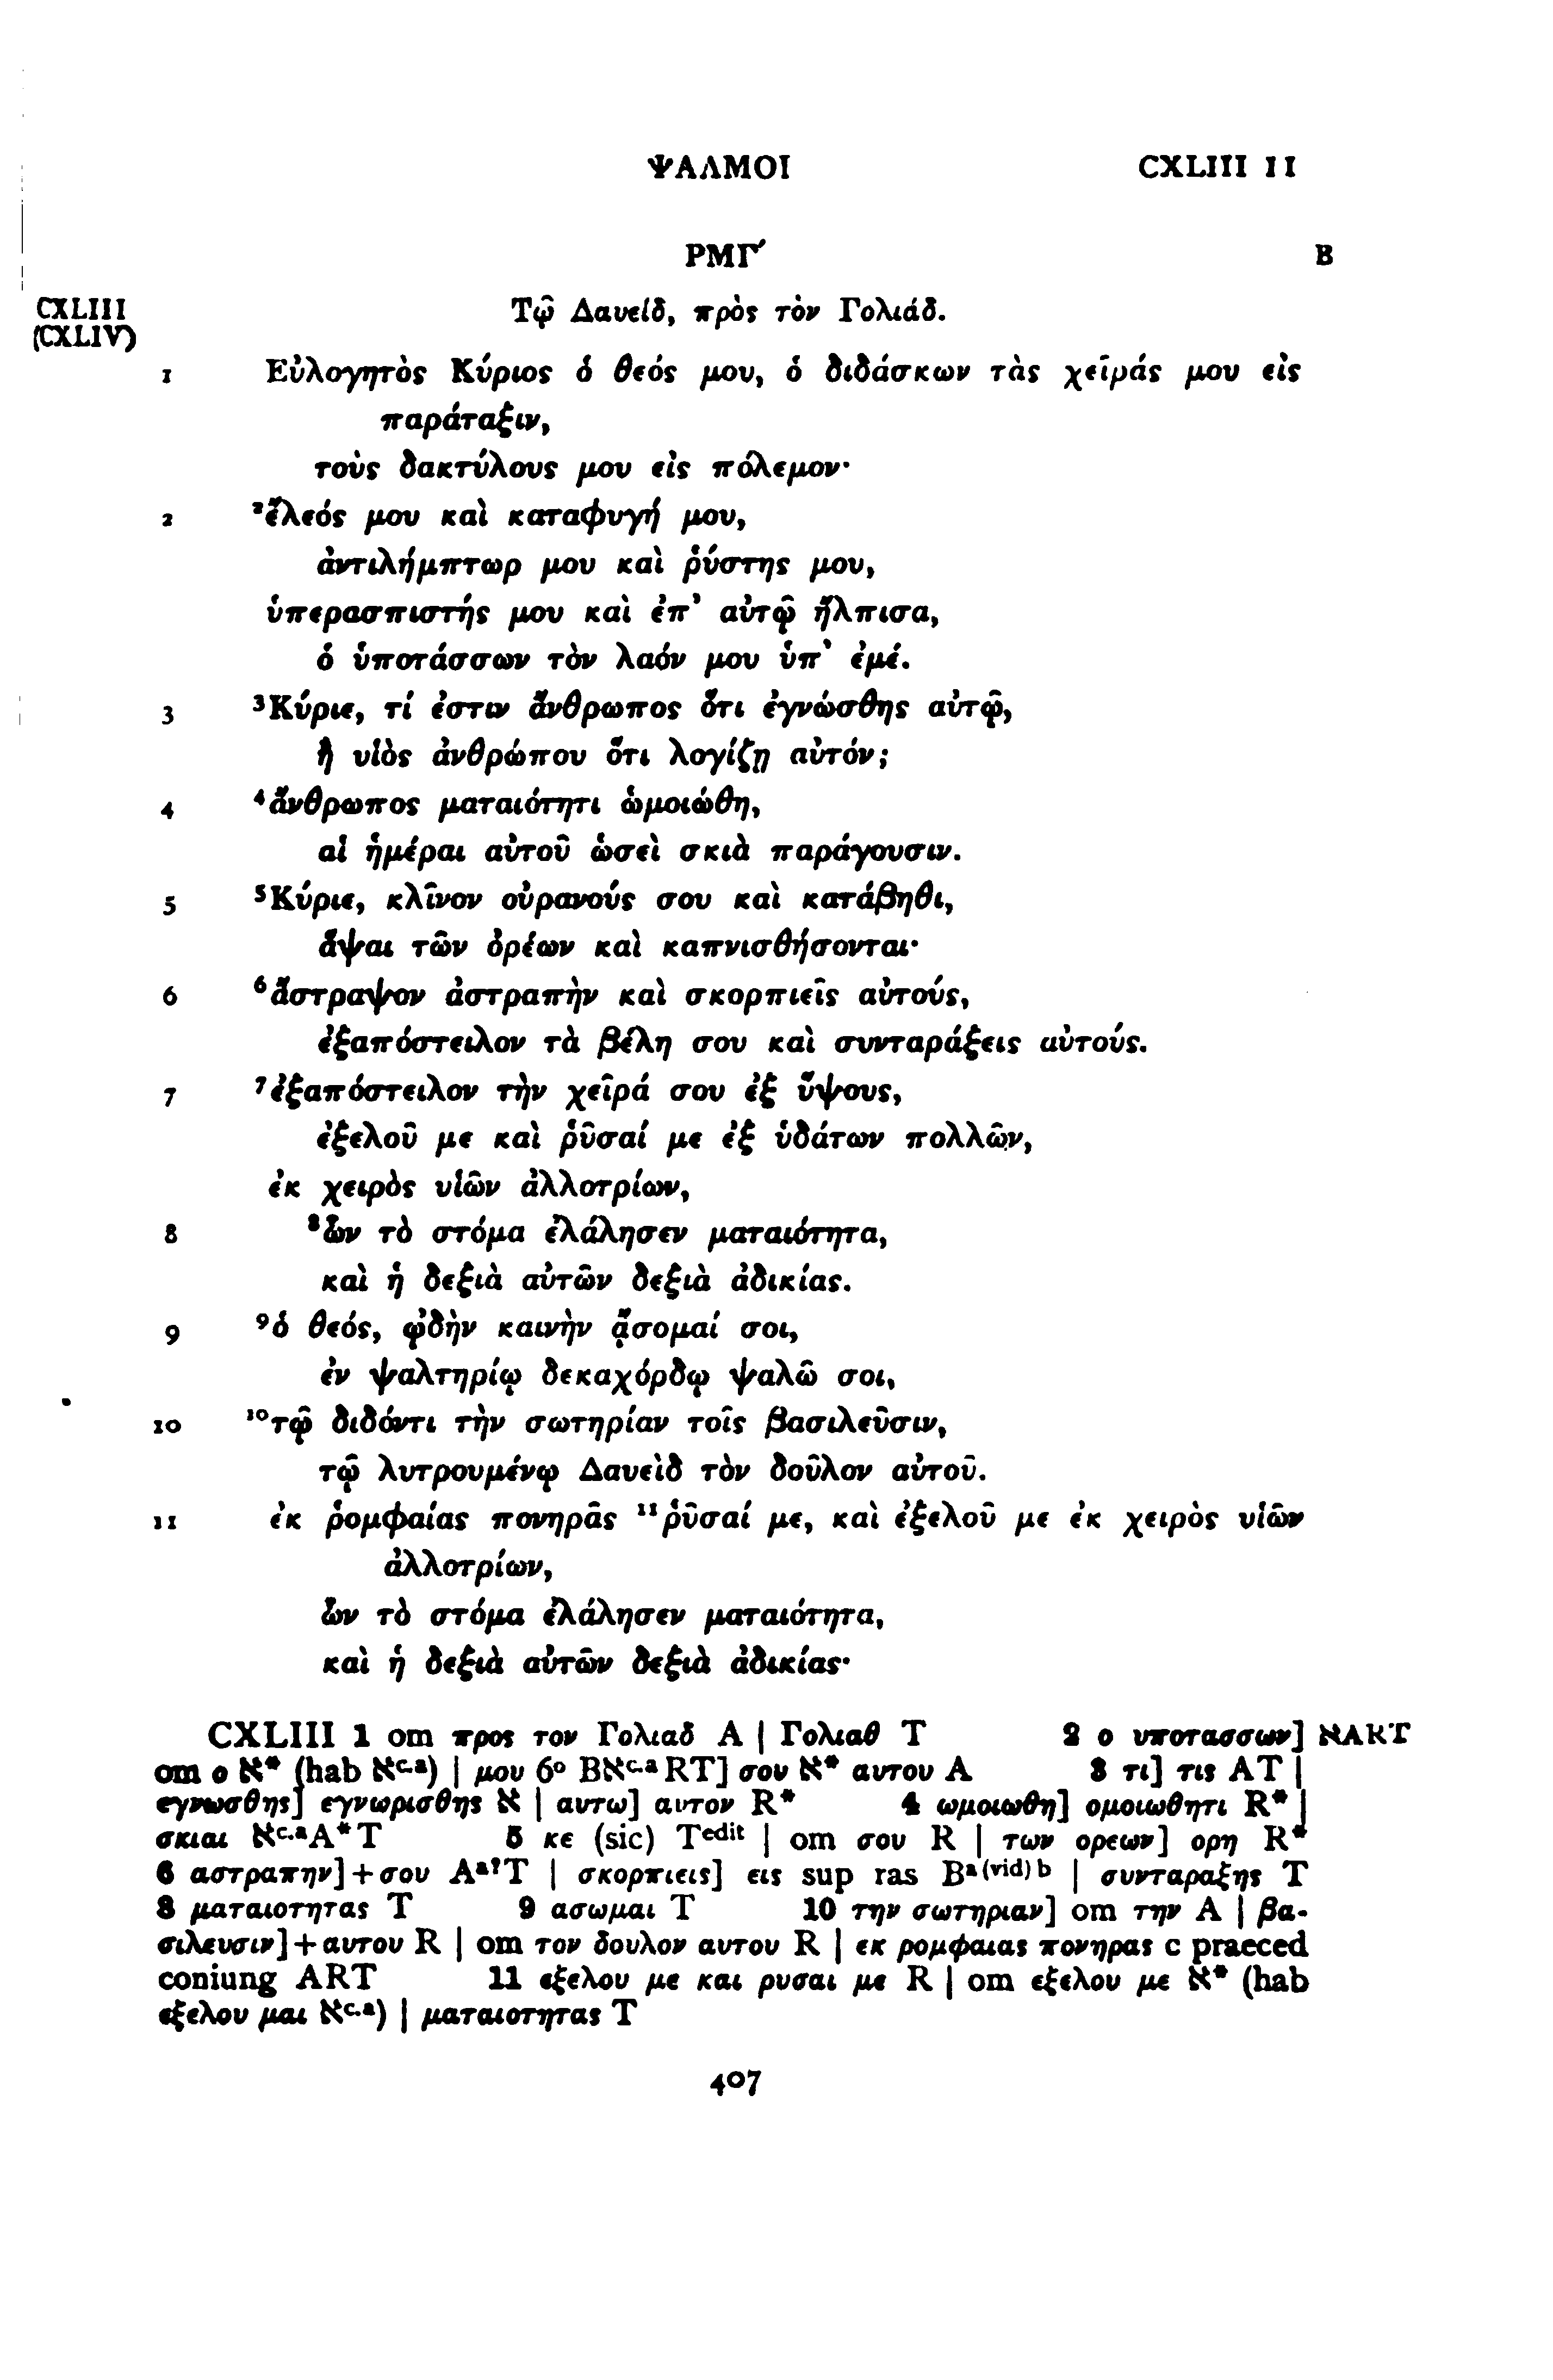 ΨΑΛΜΟΙ CXLIII 11
ΡΜΓ´ B
CXLIII
(CXLIV)
Τῷ Δαυείδ, πρὸς τὸν Γολιάδ.
1 Εὐλογητὸς Κύριος ὁ θεός μου, ὁ διδάσκων τὰς χεῖράς μου εἰς
παράταξιν,
τοὺς δακτύλους μου εἰς πόλεμον·
2 ²ἔλεός μου καὶ καταφυγή μου,
ἀντιλήμπτωρ μου καὶ ῥύστης μου,
ὑπερασπιστής μου καὶ ἐπ’ αὐτῷ ἤλπισα,
ὁ ὑποτάσσων τὸν λαόν μου ὑπ’ ἐμέ.
3 ³Κύριε, τί ἐστιν ἄνθρωπος ὅτι ἐγνώσθης αὐτῷ,
ἢ υἱὸς ἀνθρώπου ὅτι λογίζῃ αὐτόν;
4 ⁴ἄνθρωπος ματαιότητι ὡμοιώθη,
αἱ ἡμέραι αὐτοῦ ὡσεὶ σκιὰ παράγουσιν.
5 ⁵Κύριε, κλῖνον οὐρανούς σου καὶ κατάβηθι,
ἅψαι τῶν ὀρέων καὶ καπνισθήσονται·
6 ⁶ἄστραψον ἀστραπὴν καὶ σκορπιεῖς αὐτούς,
ἐξαπόστειλον τὰ βέλη σου καὶ συνταράξεις αὐτούς.
7 ⁷ἐξαπόστειλον τὴν χεῖρά σου ἐξ ὕψους,
ἐξελοῦ με καὶ ῥῦσαί με ἐξ ὑδάτων πολλῶν,
ἐκ χειρὸς υἱῶν ἀλλοτρίων,
8 ⁸ὧν τὸ στόμα ἐλάλησεν ματαιότητα,
καὶ ἡ δεξιὰ αὐτῶν δεξιὰ ἀδικίας.
9 ⁹ὁ θεός, ᾠδὴν καινὴν ᾄσομαί σοι,
ἐν ψαλτηρίῳ δεκαχόρδῳ ψαλῶ σοι,
10 ¹⁰τῷ διδόντι τὴν σωτηρίαν τοῖς βασιλεῦσιν,
τῷ λυτρουμένῳ Δαυεὶδ τὸν δοῦλον αὐτοῦ.
11 ἐκ ῥομφαίας πονηρᾶς ¹¹ῥῦσαί με, καὶ ἐξελοῦ με ἐκ χειρὸς υἱῶν
ἀλλοτρίων,
ὧν τὸ στόμα ἐλάλησεν ματαιότητα,
καὶ ἡ δεξιὰ αὐτῶν δεξιὰ ἀδικίας·
CXLIII 1 om προς τον Γολιαδ A | Γολιαθ T 2 ο υποτασσων] ℵART
om ο ℵ* (hab ℵᶜ·ᵃ) | μου 6° Bℵᶜ·ᵃRT] σου ℵ* αυτου A 3 τι] τις AT |
εγνωσθης] εγνωρισθης ℵ | αυτω] αυτον R* 4 ωμοιωθη] ομοιωθητι R* |
σκιαι ℵᶜ·ᵃA*T 5 κε (sic) Tᵉᵈⁱᵗ | om σου R | των ορεων] ορη R*
6 αστραπην]+σου Aᵃ?T | σκορπιεις] εις sup ras Bᵃ⁽ᵛⁱᵈ⁾ᵇ | συνταραξης T
8 ματαιοτητας T 9 ασωμαι T 10 την σωτηριαν] om την A | βα-
σιλευσιν]+αυτου R | om τον δουλον αυτου R | εκ ρομφαιας πονηρας c praeced
coniung ART 11 εξελου με και ρυσαι με R | om εξελου με ℵ* (hab
εξελου μαι ℵᶜ·ᵃ) | ματαιοτητας T
407